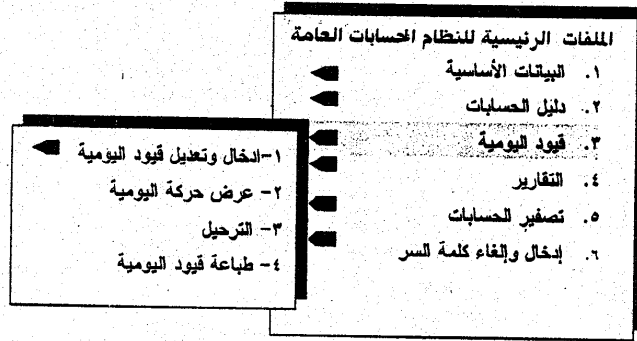 الملفات الرئيسية للنظام الحسابات العامة
١. البيانات الأساسية
٢. دليل الحسابات
٣. قيود اليومية
٤. التقارير
٥. تصفير الحسابات
٦. إدخال وإلغاء كلمة السر
١-ادخال وتعديل قيود اليومية
٢- عرض حركة اليومية
٣- الترحيل
٤- طباعة قيود اليومية